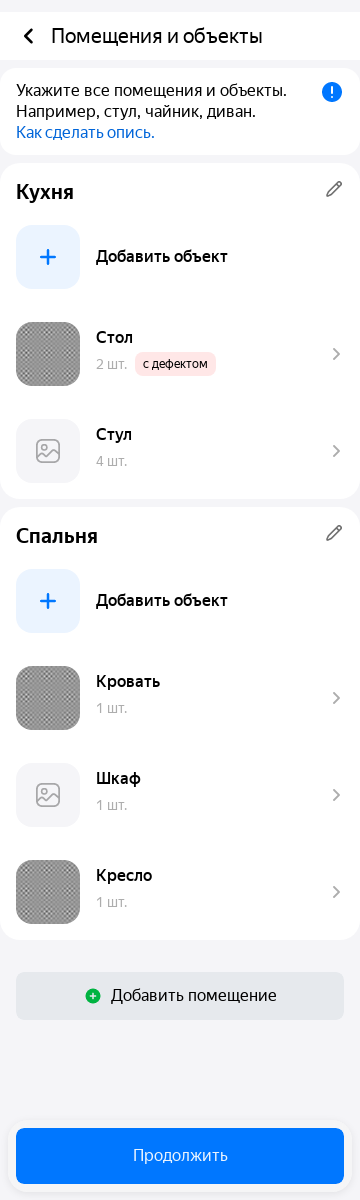 Помещения и объекты
Укажите все помещения и объекты.
Например, стул, чайник, диван.
Как сделать опись.
Кухня
Добавить объект
Стол
2 шт. с дефектом
Стул
4 шт.
Спальня
Добавить объект
Кровать
1 шт.
Шкаф
1 шт.
Кресло
1 шт.
Добавить помещение
Продолжить